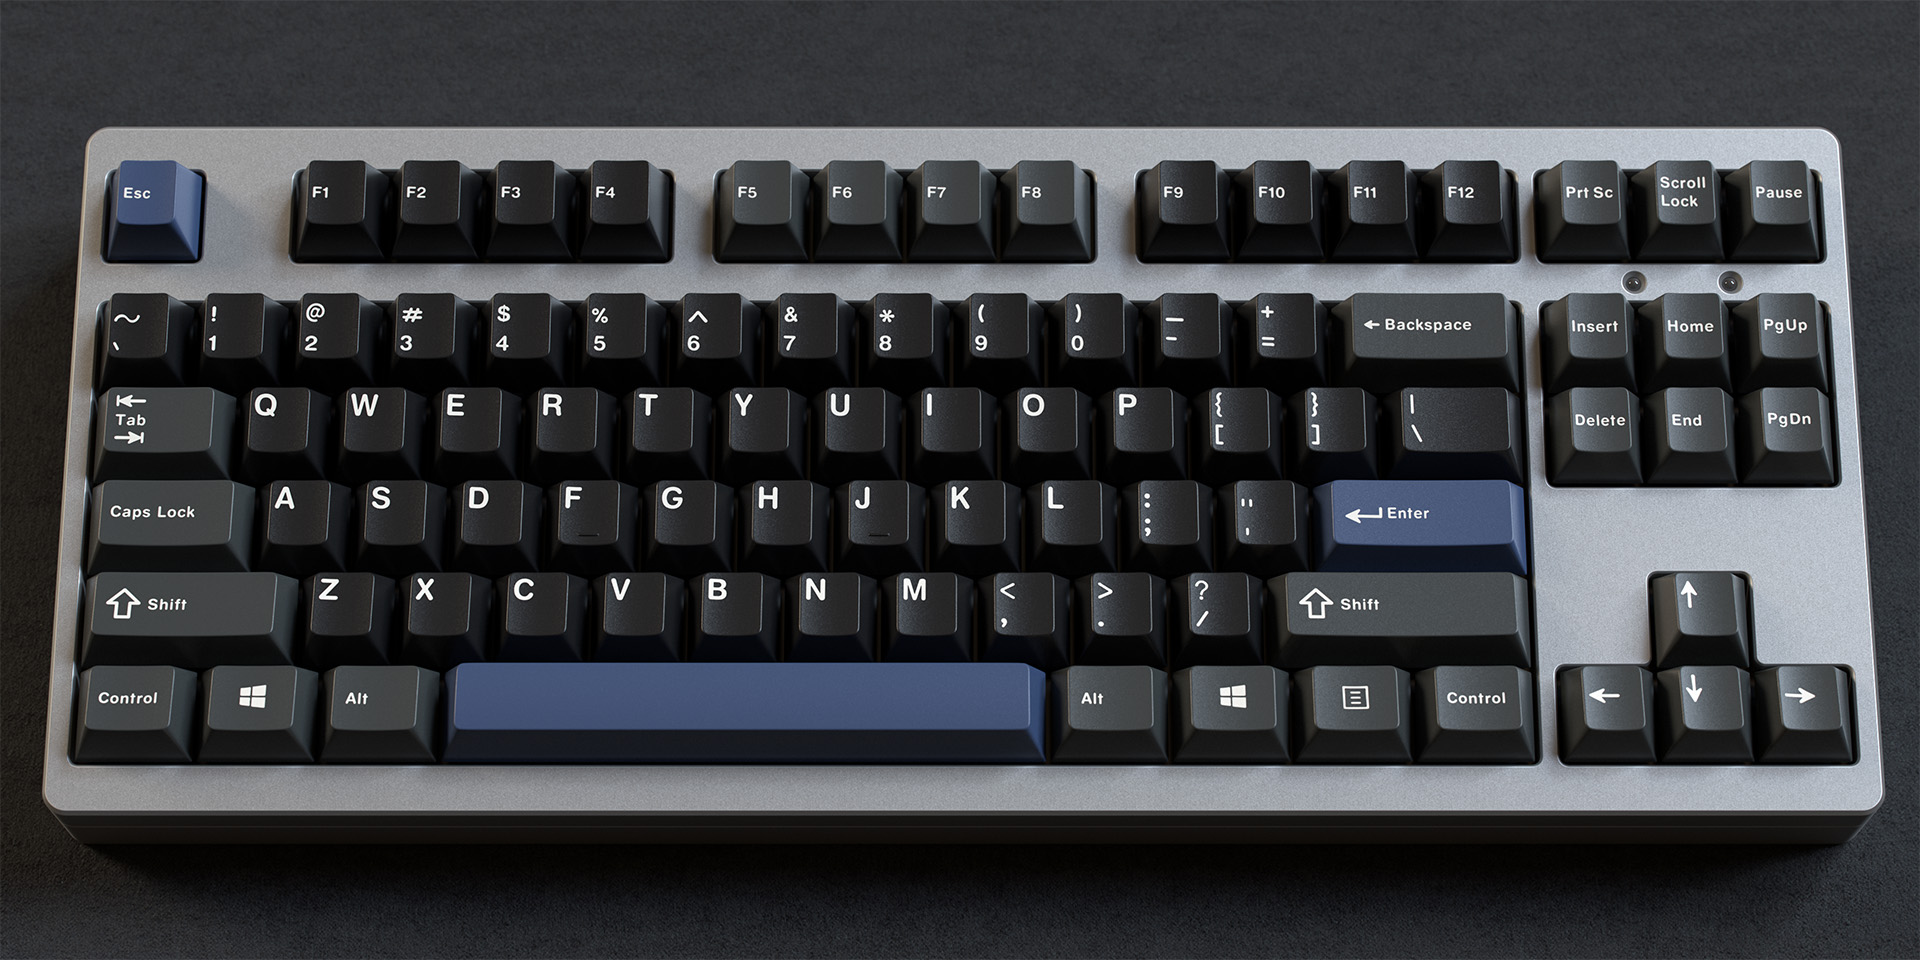 Esc F1 F2 F3 F4 F5 F6 F7 F8 F9 F10 F11 F12 Prt Sc Scroll Lock Pause
~ ! @ # $ % ^ & * ( ) — +
` 1 2 3 4 5 6 7 8 9 0 - = ← Backspace Insert Home PgUp
Tab Q W E R T Y U I O P { } |
[ ] \ Delete End PgDn
Caps Lock A S D F G H J K L : "
; ' Enter
Shift Z X C V B N M < > ?
, . / Shift ↑
Control Alt Alt Control ← ↓ →